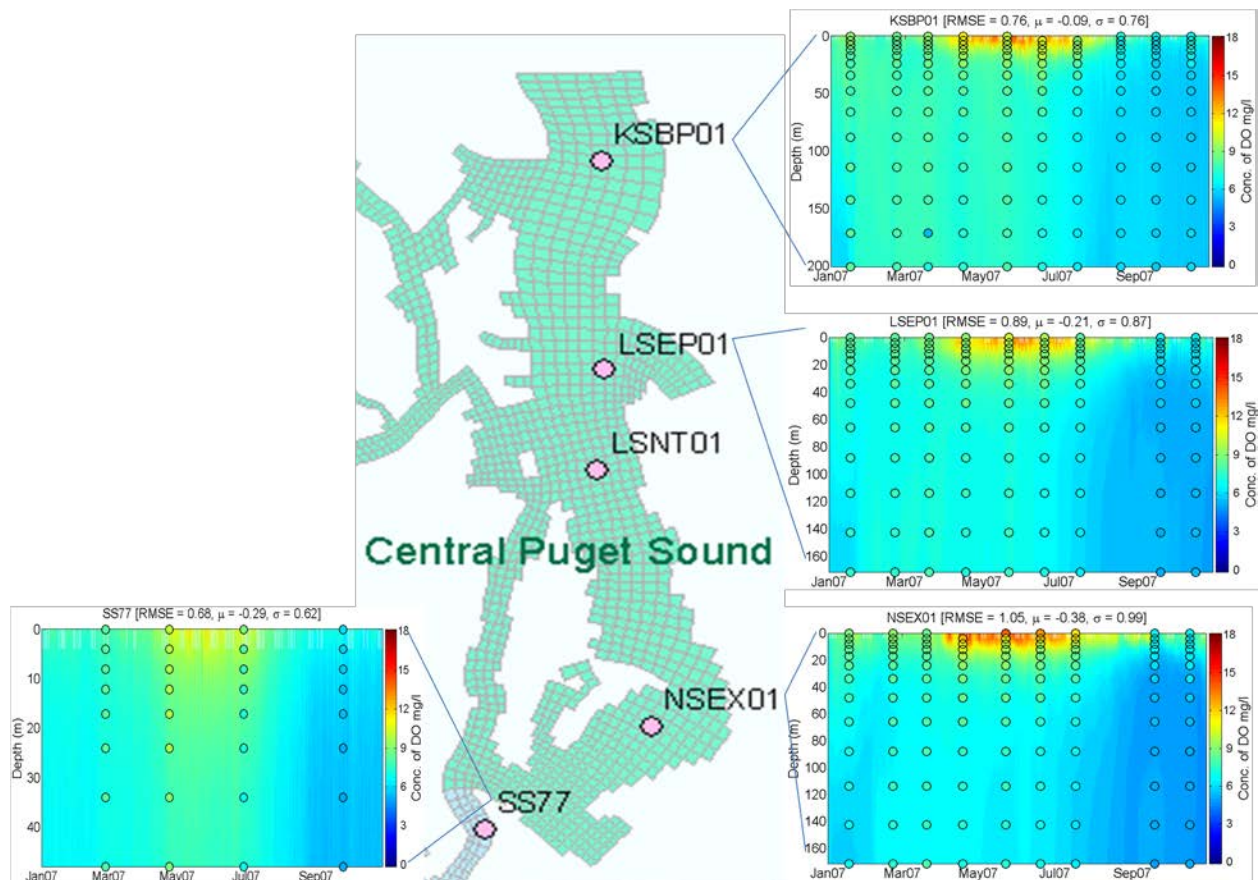 KSBP01 [RMSE = 0.76, μ = -0.09, σ = 0.76]
0
50
100
150
200
Depth (m)
Jan07 Mar07 May07 Jul07 Sep07
18
15
12
9
6
3
0
Conc. of DO mg/l
KSBP01
LSEP01
LSNT01
Central Puget Sound
NSEX01
SS77
LSEP01 [RMSE = 0.89, μ = -0.21, σ = 0.87]
0
20
40
60
80
100
120
140
160
Depth (m)
Jan07 Mar07 May07 Jul07 Sep07
18
15
12
9
6
3
0
Conc. of DO mg/l
SS77 [RMSE = 0.68, μ = -0.29, σ = 0.62]
0
10
20
30
40
Depth (m)
Jan07 Mar07 May07 Jul07 Sep07
18
15
12
9
6
3
0
Conc. of DO mg/l
NSEX01 [RMSE = 1.05, μ = -0.38, σ = 0.99]
0
20
40
60
80
100
120
140
160
Depth (m)
Jan07 Mar07 May07 Jul07 Sep07
18
15
12
9
6
3
0
Conc. of DO mg/l